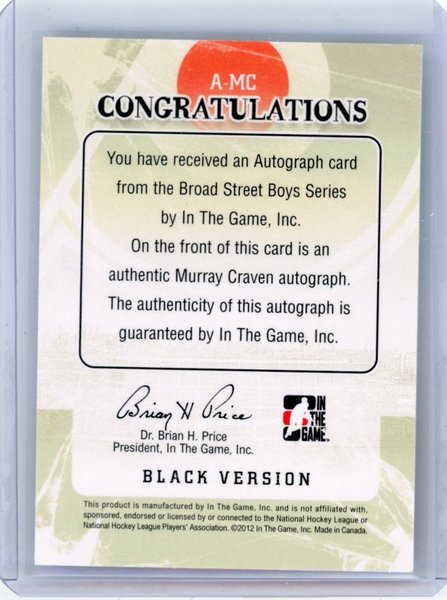 A-MC
CONGRATULATIONS
You have received an Autograph card
from the Broad Street Boys Series
by In The Game, Inc.
On the front of this card is an
authentic Murray Craven autograph.
The authenticity of this autograph is
guaranteed by In The Game, Inc.
Brian H Price
Dr. Brian H. Price
President, In The Game, Inc.
IN
THE
GAME
BLACK VERSION
This product is manufactured by In The Game, Inc. and is not affiliated with,
sponsored, endorsed or licensed by or connected to the National Hockey League or
National Hockey League Players' Association. ©2012 In The Game, Inc. Made in Canada.